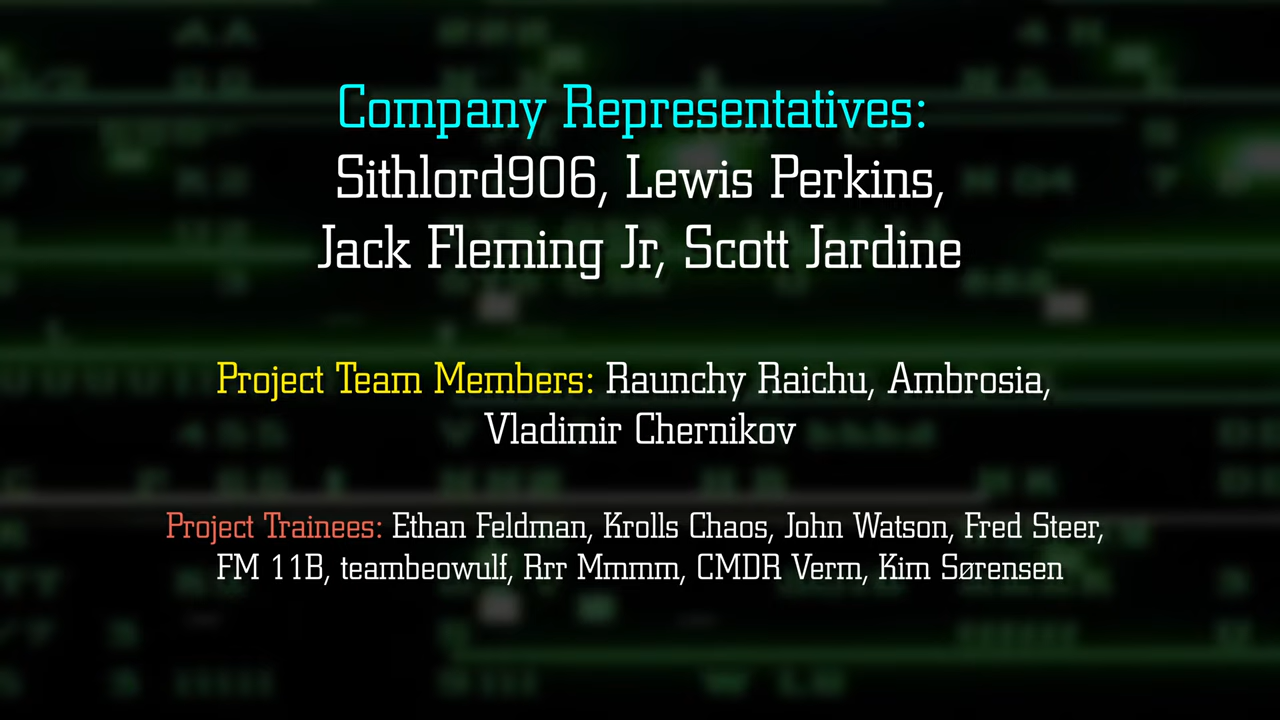 Company Representatives:
Sithlord906, Lewis Perkins,
Jack Fleming Jr, Scott Jardine
Project Team Members: Raunchy Raichu, Ambrosia,
Vladimir Chernikov
Project Trainees: Ethan Feldman, Krolls Chaos, John Watson, Fred Steer,
FM 11B, teambeowulf, Rrr Mmmm, CMDR Verm, Kim Sørensen